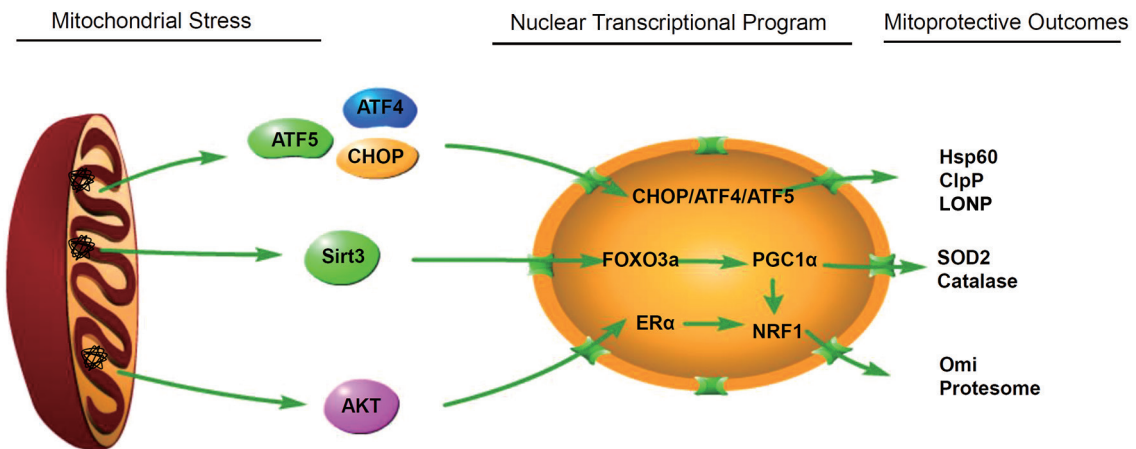 Mitochondrial Stress
Nuclear Transcriptional Program
Mitoprotective Outcomes
ATF4
ATF5
CHOP
CHOP/ATF4/ATF5
Hsp60
ClpP
LONP
Sirt3
FOXO3a
PGC1α
SOD2
Catalase
ERα
NRF1
AKT
Omi
Protesome